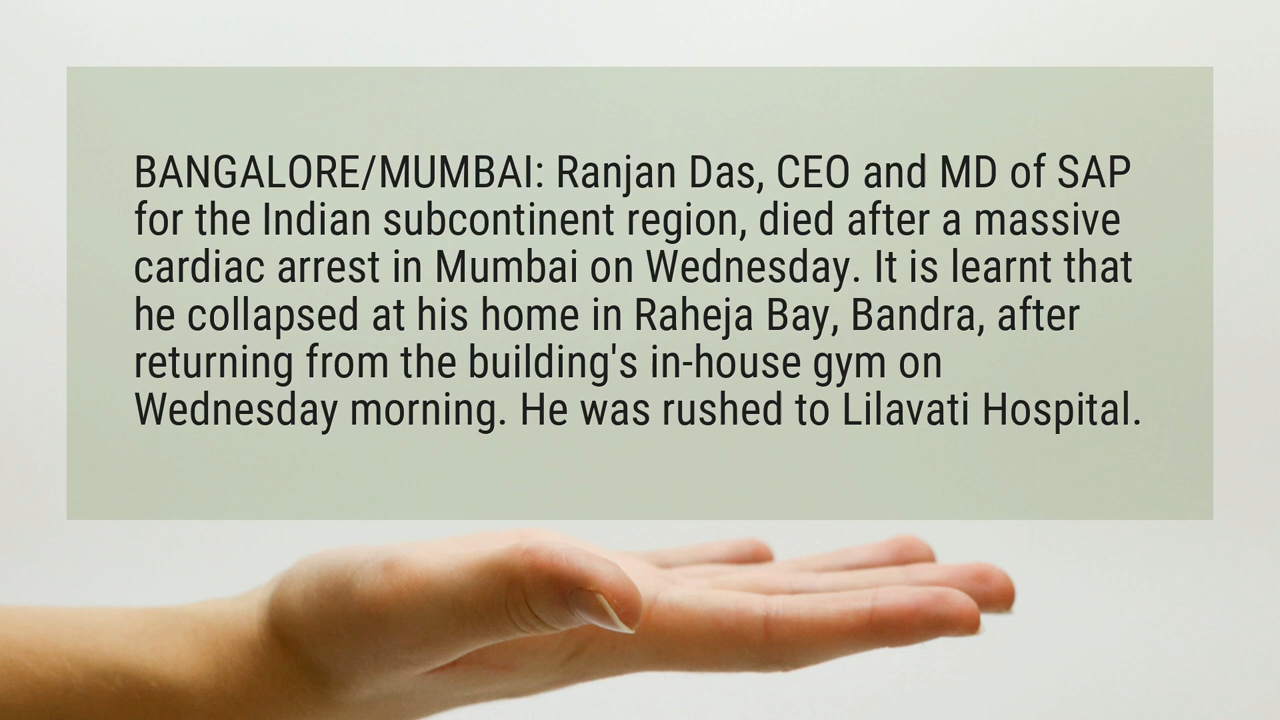 BANGALORE/MUMBAI: Ranjan Das, CEO and MD of SAP
for the Indian subcontinent region, died after a massive
cardiac arrest in Mumbai on Wednesday. It is learnt that
he collapsed at his home in Raheja Bay, Bandra, after
returning from the building's in-house gym on
Wednesday morning. He was rushed to Lilavati Hospital.